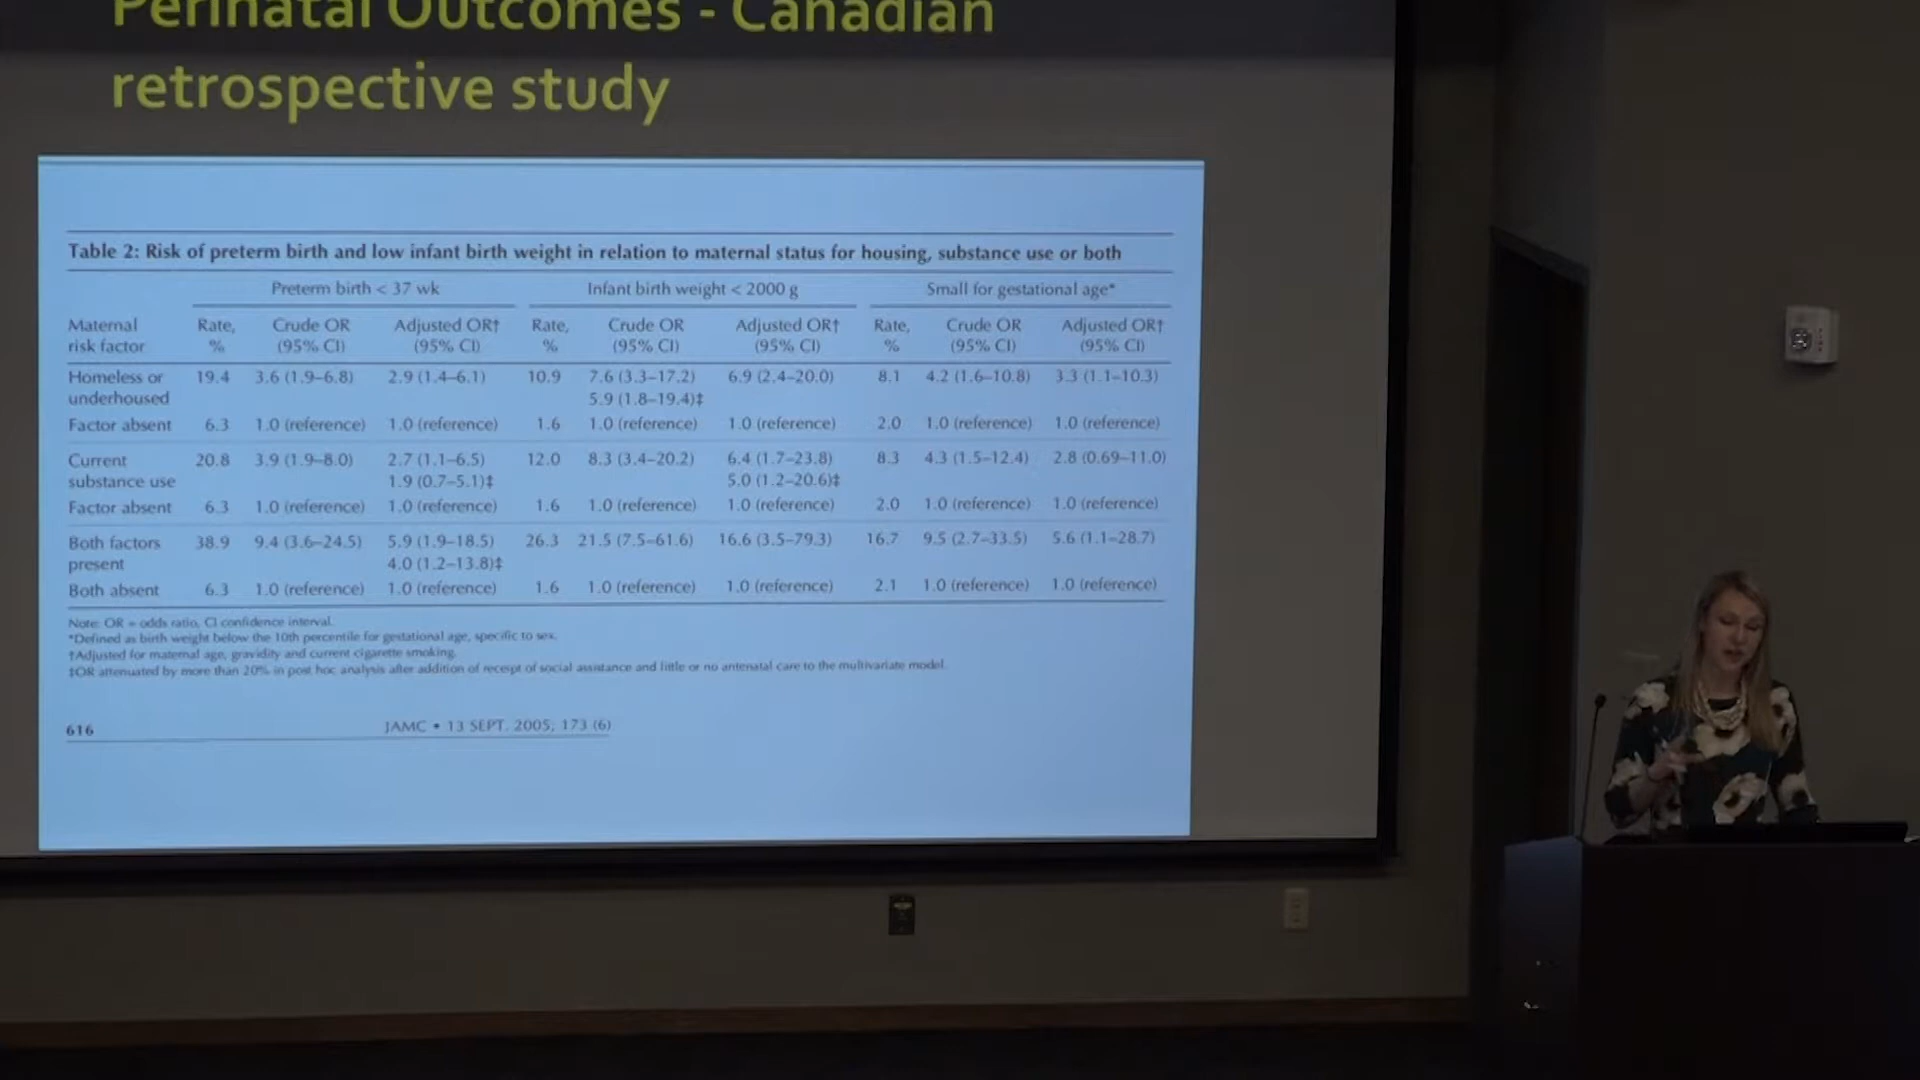 Perinatal Outcomes - Canadian
retrospective study
Table 2: Risk of preterm birth and low infant birth weight in relation to maternal status for housing, substance use or both
Preterm birth < 37 wk Infant birth weight < 2000 g Small for gestational age*
Maternal risk factor Rate, % Crude OR (95% CI) Adjusted OR† (95% CI) Rate, % Crude OR (95% CI) Adjusted OR† (95% CI) Rate, % Crude OR (95% CI) Adjusted OR† (95% CI)
Homeless or 19.4 3.6 (1.9–6.8) 2.9 (1.4–6.1) 10.9 7.6 (3.3–17.2) 6.9 (2.4–20.0) 8.1 4.2 (1.6–10.8) 3.3 (1.1–10.3)
underhoused 5.9 (1.8–19.4)‡
Factor absent 6.3 1.0 (reference) 1.0 (reference) 1.6 1.0 (reference) 1.0 (reference) 2.0 1.0 (reference) 1.0 (reference)
Current 20.8 3.9 (1.9–8.0) 2.7 (1.1–6.5) 12.0 8.3 (3.4–20.2) 6.4 (1.7–23.8) 8.3 4.3 (1.5–12.4) 2.8 (0.69–11.0)
substance use 1.9 (0.7–5.1)‡ 5.0 (1.2–20.6)‡
Factor absent 6.3 1.0 (reference) 1.0 (reference) 1.6 1.0 (reference) 1.0 (reference) 2.0 1.0 (reference) 1.0 (reference)
Both factors 38.9 9.4 (3.6–24.5) 5.9 (1.9–18.5) 26.3 21.5 (7.5–61.6) 16.6 (3.5–79.3) 16.7 9.5 (2.7–33.5) 5.6 (1.1–28.7)
present 4.0 (1.2–13.8)‡
Both absent 6.3 1.0 (reference) 1.0 (reference) 1.6 1.0 (reference) 1.0 (reference) 2.1 1.0 (reference) 1.0 (reference)
Note: OR = odds ratio, CI confidence interval.
*Defined as birth weight below the 10th percentile for gestational age, specific to sex.
†Adjusted for maternal age, gravidity and current cigarette smoking.
‡OR attenuated by more than 20% in post hoc analysis after addition of receipt of social assistance and little or no antenatal care to the multivariate model.
616 JAMC • 13 SEPT. 2005; 173 (6)